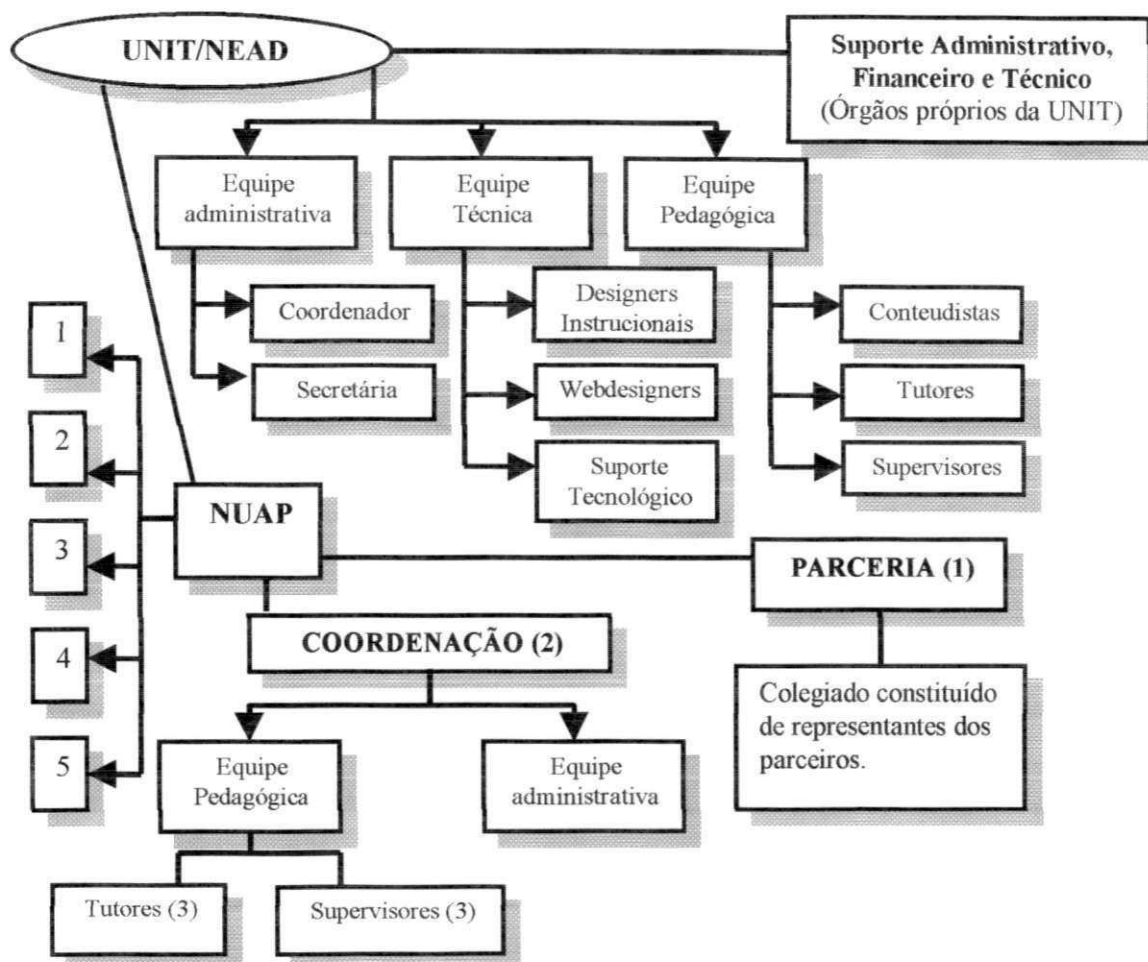 UNIT/NEAD
Suporte Administrativo,
Financeiro e Técnico
(Órgãos próprios da UNIT)
Equipe
administrativa
Equipe
Técnica
Equipe
Pedagógica
Coordenador
Secretária
Designers
Instrucionais
Webdesigners
Suporte
Tecnológico
Conteudistas
Tutores
Supervisores
1
2
3
4
5
NUAP
PARCERIA (1)
COORDENAÇÃO (2)
Colegiado constituído
de representantes dos
parceiros.
Equipe
Pedagógica
Equipe
administrativa
Tutores (3)
Supervisores (3)